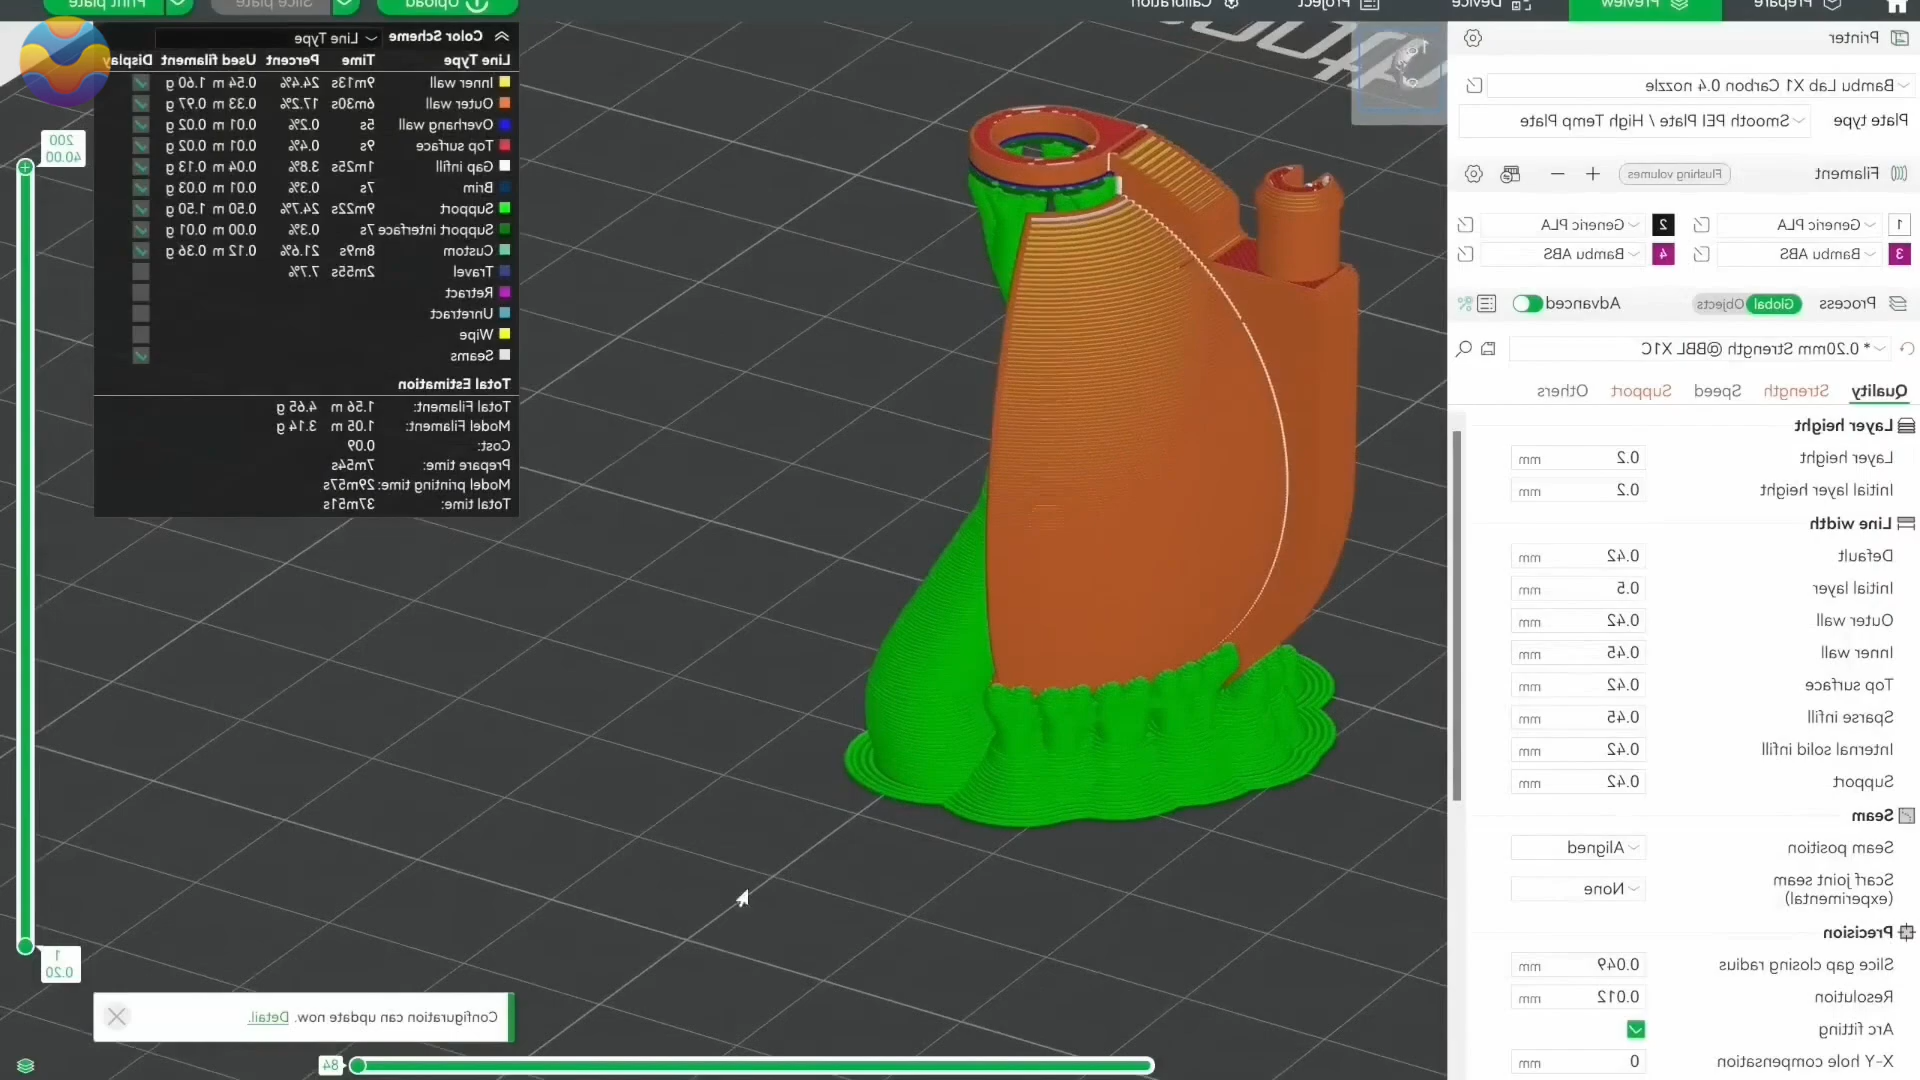 Print plate
Slice plate
Upload
Calibration
Project
Device
Preview
Prepare
Color Scheme
Line Type
Line Type Time Percent Used filament Display
Inner wall 9m13s 24.4% 0.54 m 1.60 g
Outer wall 6m30s 17.2% 0.33 m 0.97 g
Overhang wall 5s 0.2% 0.01 m 0.02 g
Top surface 9s 0.4% 0.01 m 0.02 g
Gap infill 1m25s 3.8% 0.04 m 0.13 g
Brim 7s 0.3% 0.01 m 0.03 g
Support 9m22s 24.7% 0.50 m 1.50 g
Support interface 7s 0.3% 0.00 m 0.01 g
Custom 8m9s 21.6% 0.12 m 0.36 g
Travel 2m55s 7.7%
Retract
Unretract
Wipe
Seams
Total Estimation
Total Filament: 1.56 m 4.65 g
Model Filament: 1.05 m 3.14 g
Cost: 0.09
Prepare time: 7m54s
Model printing time: 29m57s
Total time: 37m51s
200
40.00
1
0.20
Configuration can update now. Detail.
84
Printer
Bambu Lab X1 Carbon 0.4 nozzle
Plate type Smooth PEI Plate / High Temp Plate
Filament Flushing volumes
1 Generic PLA 2 Generic PLA
3 Bambu ABS 4 Bambu ABS
Process Global Objects Advanced
* 0.20mm Strength @BBL X1C
Quality Strength Support Speed Others
Layer height
Layer height 0.2 mm
Initial layer height 0.2 mm
Line width
Default 0.42 mm
Initial layer 0.5 mm
Outer wall 0.42 mm
Inner wall 0.45 mm
Top surface 0.42 mm
Sparse infill 0.45 mm
Internal solid infill 0.42 mm
Support 0.42 mm
Seam
Seam position Aligned
Scarf joint seam
(experimental) None
Precision
Slice gap closing radius 0.049 mm
Resolution 0.012 mm
Arc fitting
X-Y hole compensation 0 mm